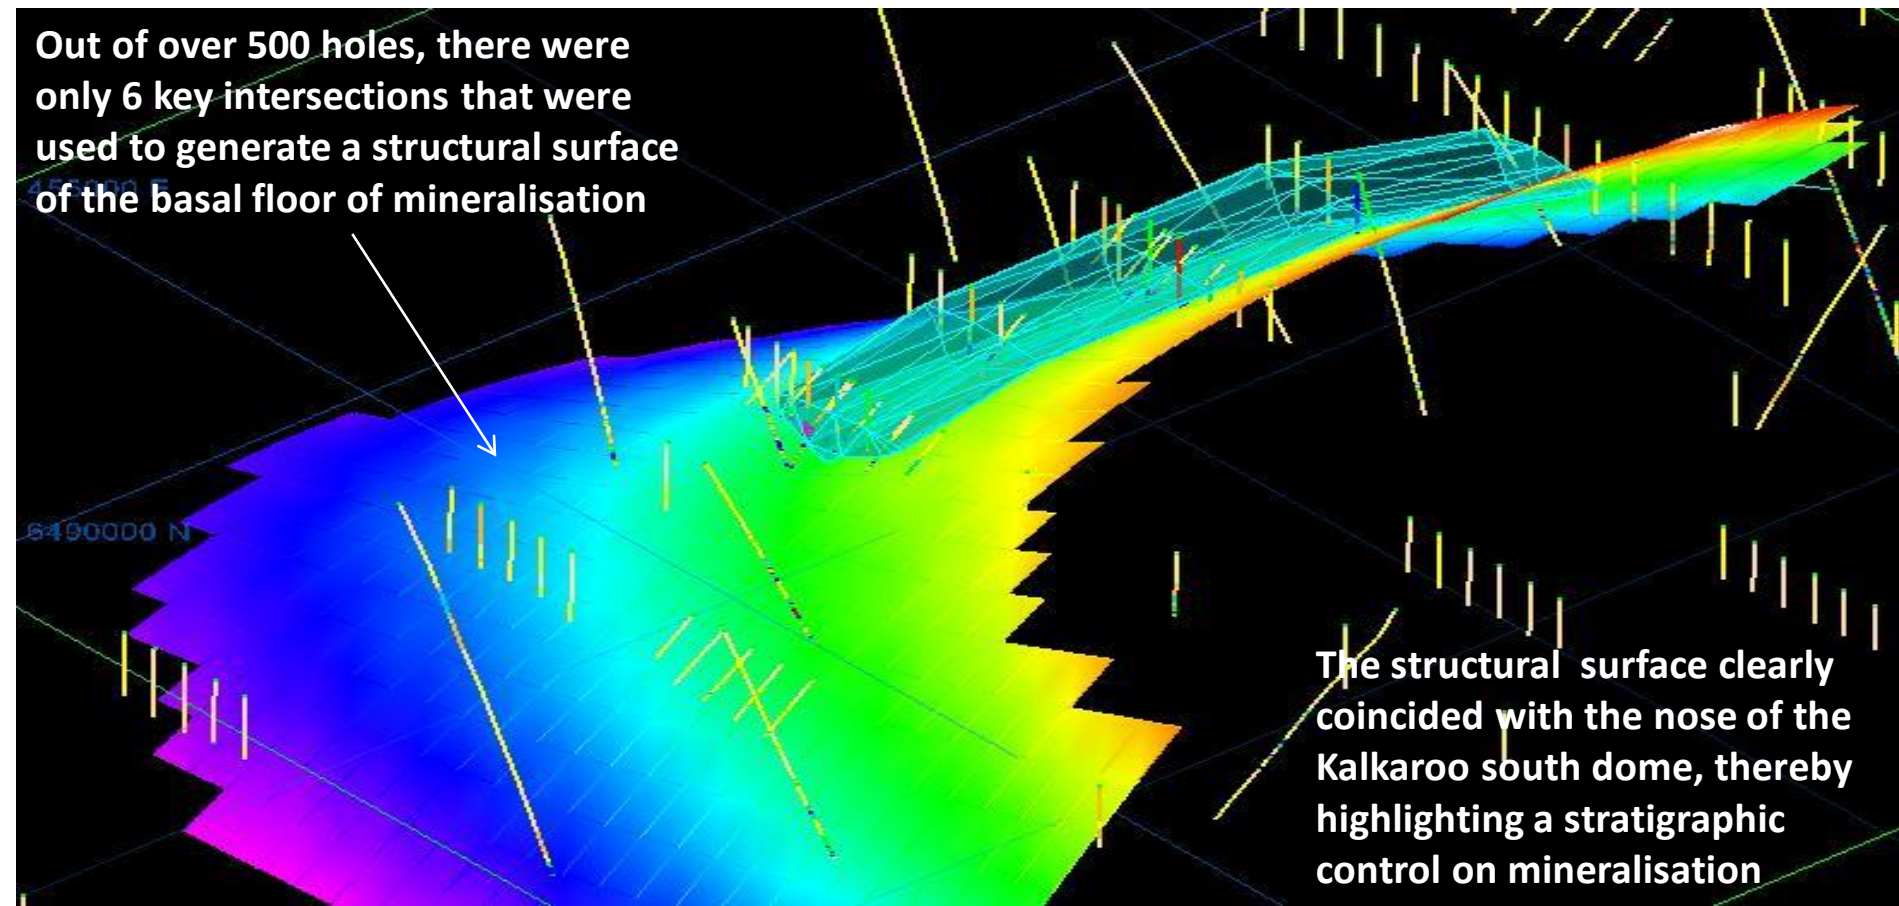 Out of over 500 holes, there were
only 6 key intersections that were
used to generate a structural surface
of the basal floor of mineralisation
455000 E
6490000 N
The structural surface clearly
coincided with the nose of the
Kalkaroo south dome, thereby
highlighting a stratigraphic
control on mineralisation